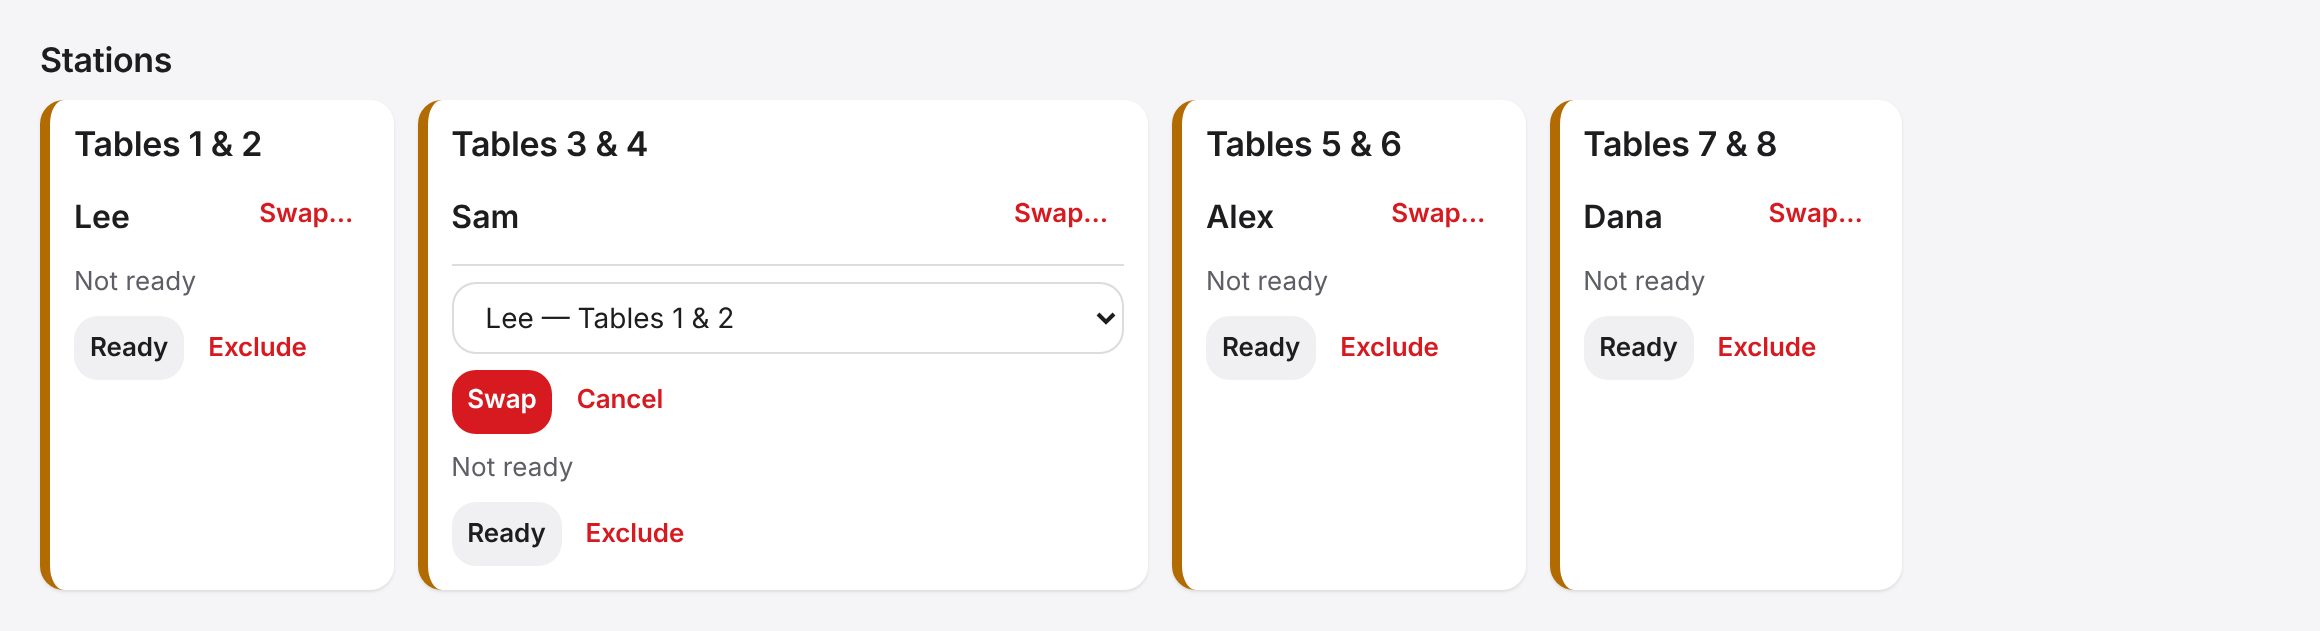 Stations
Tables 1 & 2
Lee
Swap...
Not ready
Ready
Exclude
Tables 3 & 4
Sam
Swap...
Lee — Tables 1 & 2
Swap
Cancel
Not ready
Ready
Exclude
Tables 5 & 6
Alex
Swap...
Not ready
Ready
Exclude
Tables 7 & 8
Dana
Swap...
Not ready
Ready
Exclude